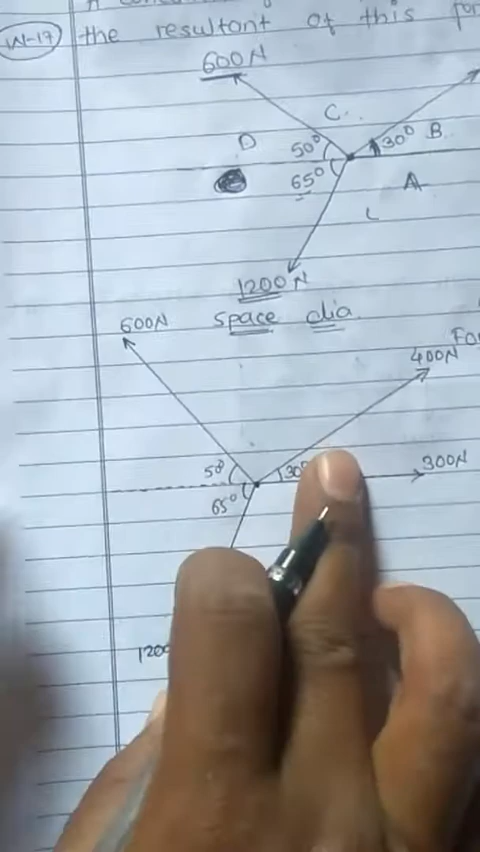 W-17 the resultant of this
600N
C.
D 50° 30° B
65° A
L
1200N
space dia
600N
400N
50 30°
300N
65°